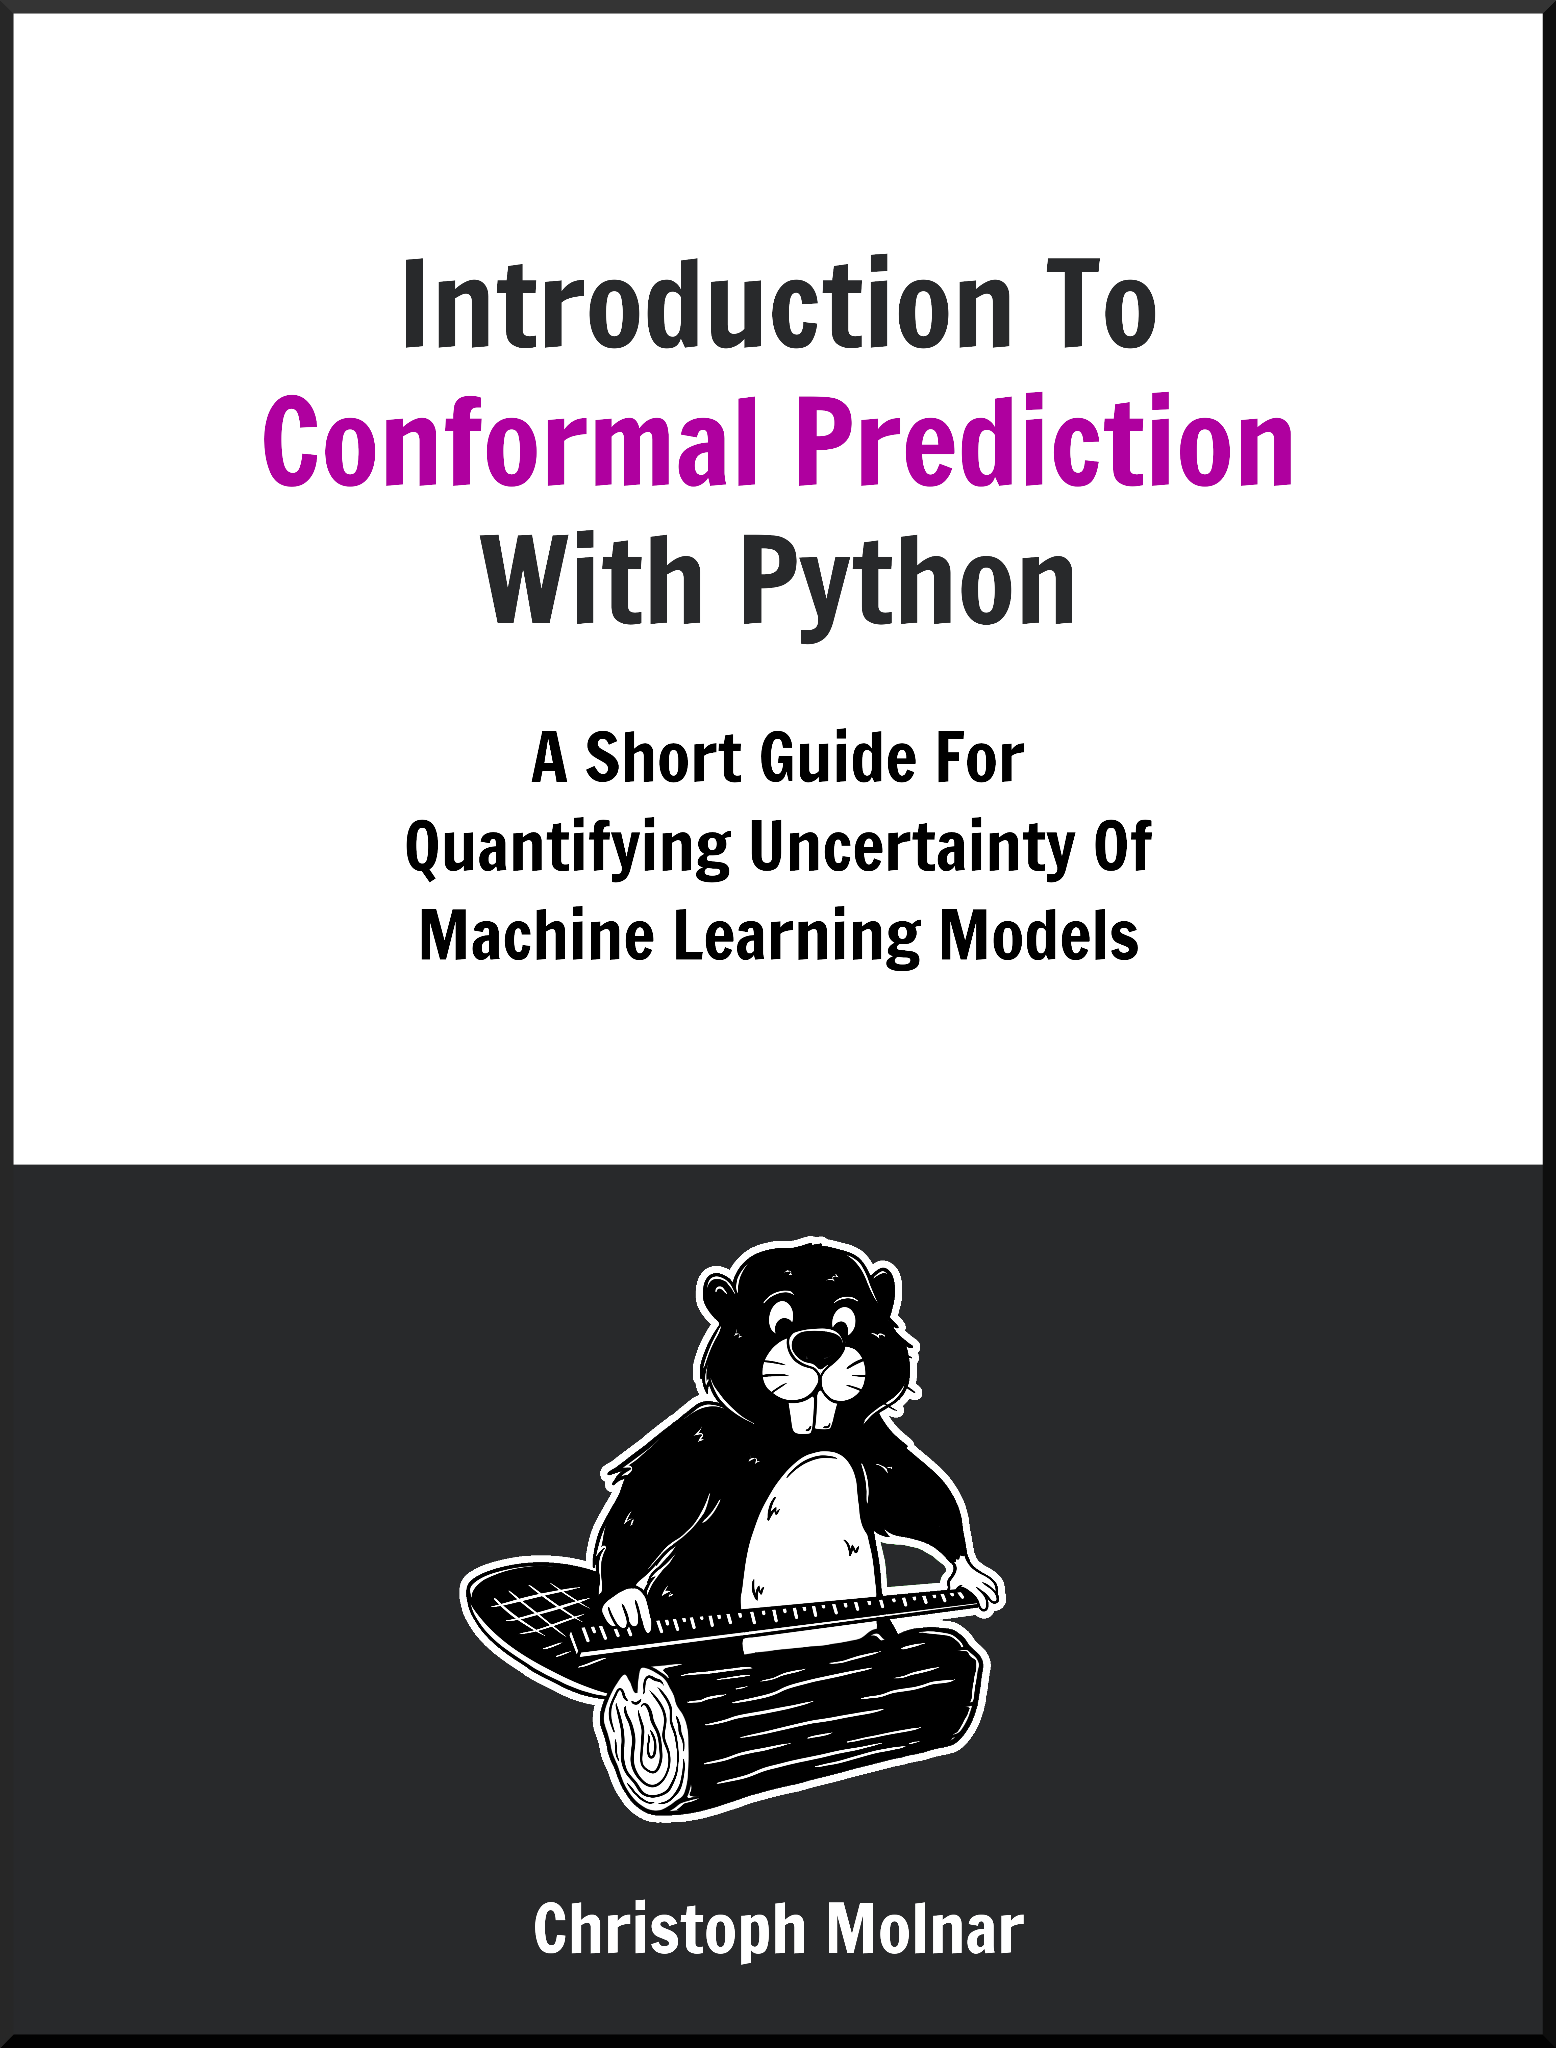 Introduction To
Conformal Prediction
With Python
A Short Guide For
Quantifying Uncertainty Of
Machine Learning Models
Christoph Molnar